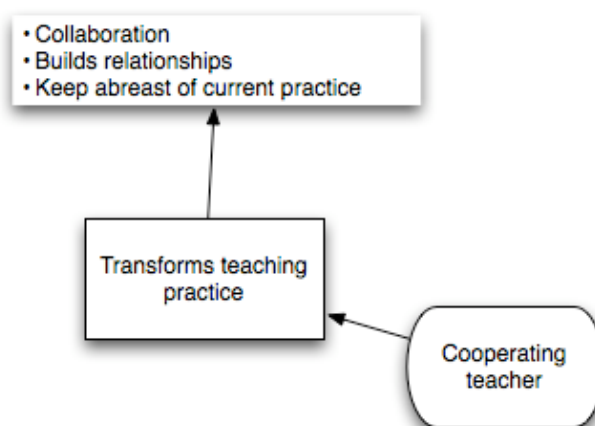 • Collaboration
• Builds relationships
• Keep abreast of current practice
Transforms teaching
practice
Cooperating
teacher